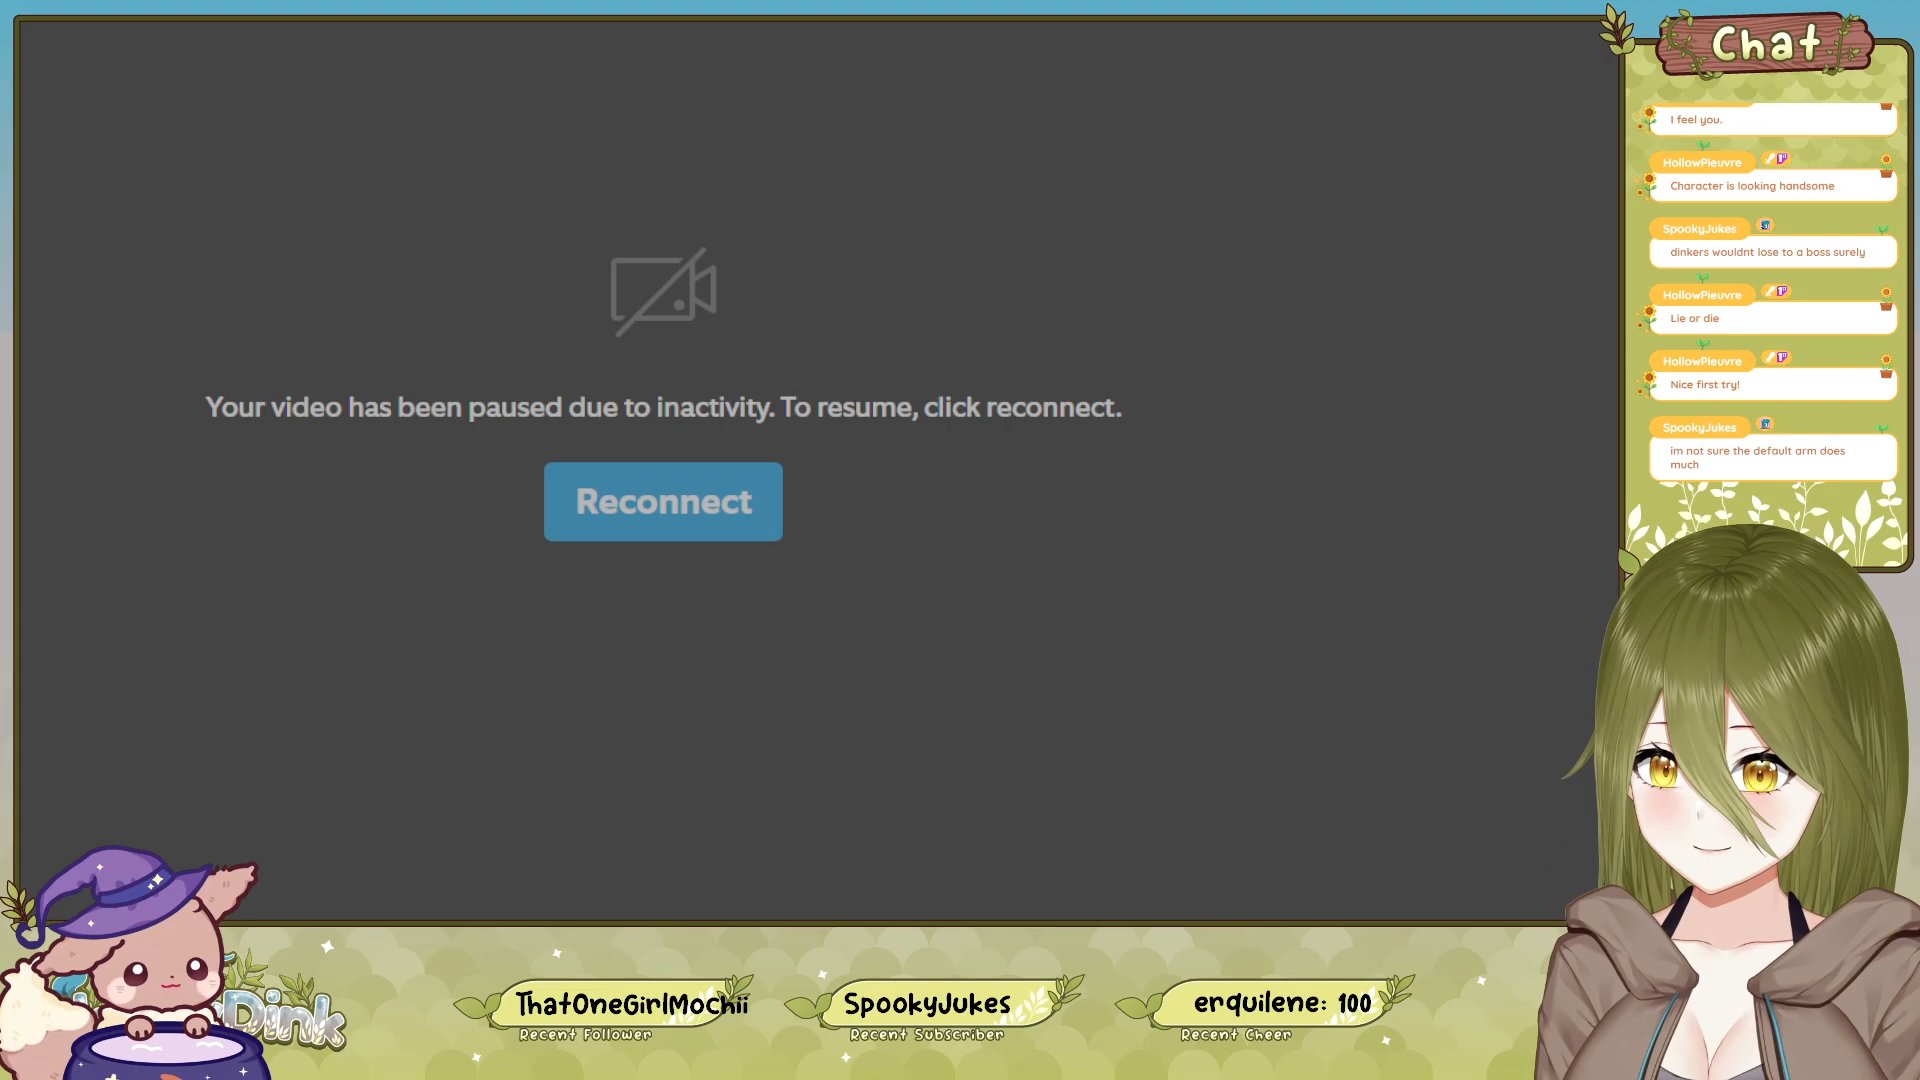 Chat
I feel you.
HollowPieuvre
Character is looking handsome
SpookyJukes
dinkers wouldnt lose to a boss surely
HollowPieuvre
Lie or die
HollowPieuvre
Nice first try!
SpookyJukes
im not sure the default arm does
much
Your video has been paused due to inactivity. To resume, click reconnect.
Reconnect
Dink
ThatOneGirlMochii
Recent Follower
SpookyJukes
Recent Subscriber
erquilene: 100
Recent Cheer